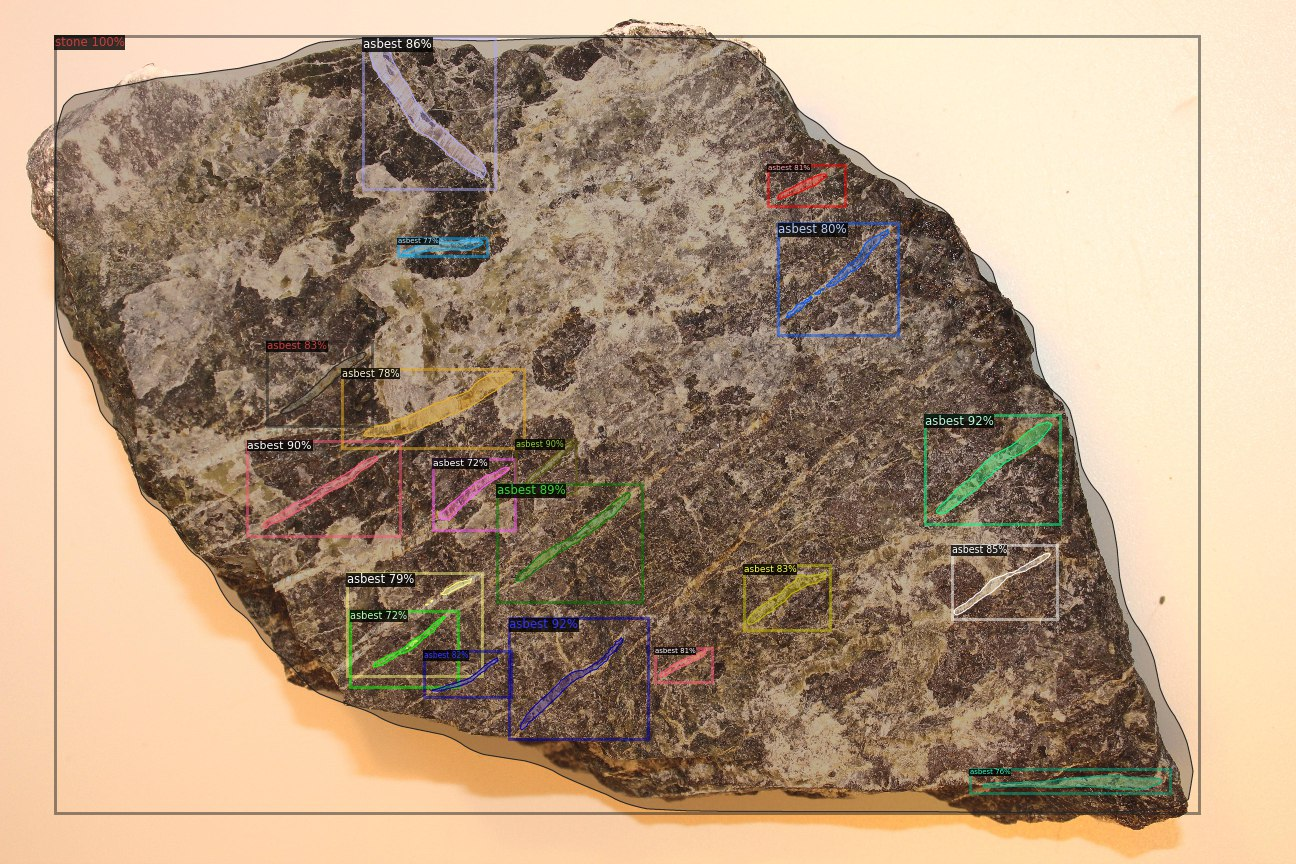 stone 100%
asbest 86%
asbest 81%
asbest 80%
asbest 77%
asbest 83%
asbest 78%
asbest 92%
asbest 90%
asbest 90%
asbest 72%
asbest 89%
asbest 85%
asbest 83%
asbest 79%
asbest 72%
asbest 92%
asbest 82%
asbest 81%
asbest 76%